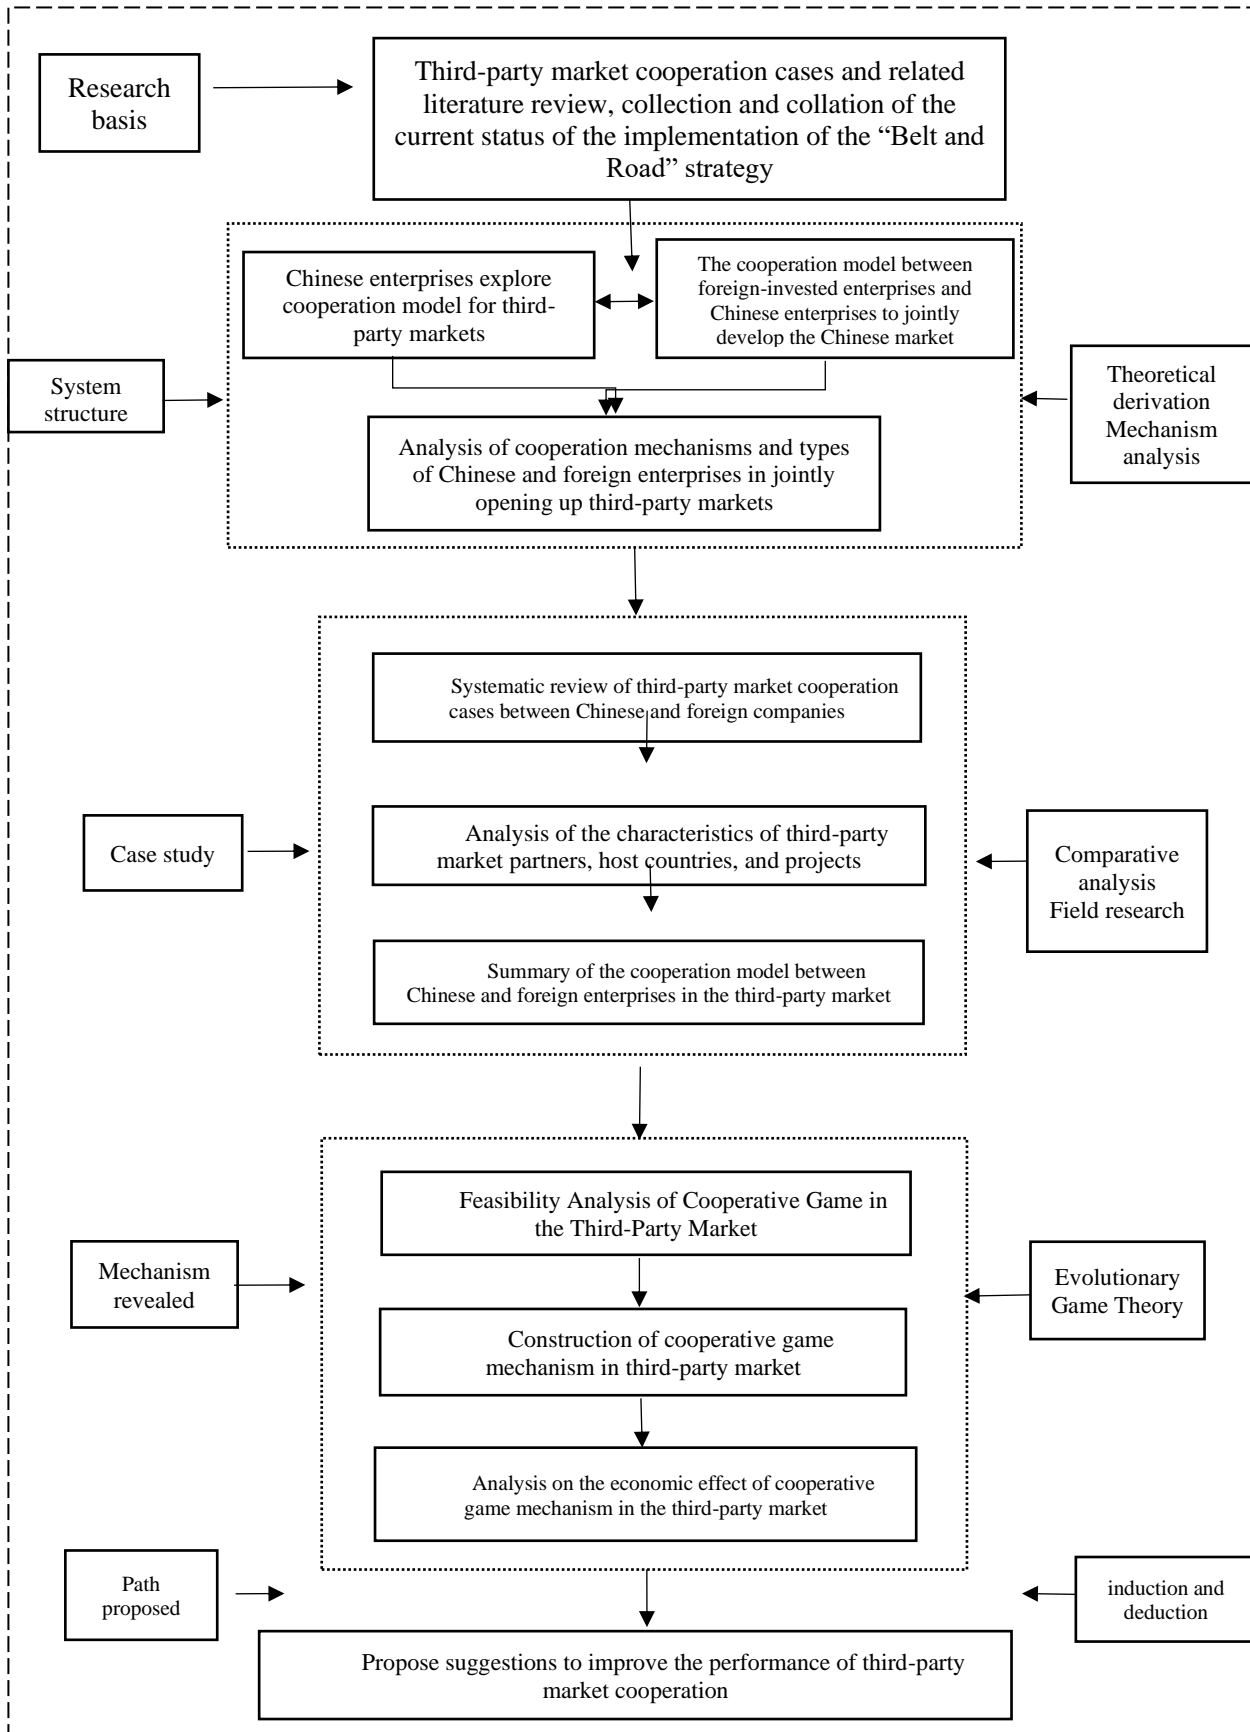 Research
basis
Third-party market cooperation cases and related
literature review, collection and collation of the
current status of the implementation of the “Belt and
Road” strategy
Chinese enterprises explore
cooperation model for third-
party markets
The cooperation model between
foreign-invested enterprises and
Chinese enterprises to jointly
develop the Chinese market
System
structure
Theoretical
derivation
Mechanism
analysis
Analysis of cooperation mechanisms and types
of Chinese and foreign enterprises in jointly
opening up third-party markets
Systematic review of third-party market cooperation
cases between Chinese and foreign companies
Case study
Analysis of the characteristics of third-party
market partners, host countries, and projects
Comparative
analysis
Field research
Summary of the cooperation model between
Chinese and foreign enterprises in the third-party market
Feasibility Analysis of Cooperative Game in
the Third-Party Market
Mechanism
revealed
Evolutionary
Game Theory
Construction of cooperative game
mechanism in third-party market
Analysis on the economic effect of cooperative
game mechanism in the third-party market
Path
proposed
induction and
deduction
Propose suggestions to improve the performance of third-party
market cooperation